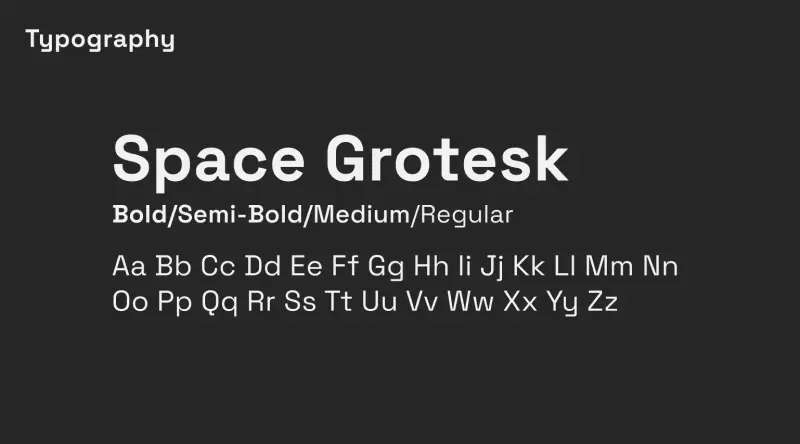 Typography
Space Grotesk
Bold/Semi-Bold/Medium/Regular
Aa Bb Cc Dd Ee Ff Gg Hh Ii Jj Kk Ll Mm Nn
Oo Pp Qq Rr Ss Tt Uu Vv Ww Xx Yy Zz